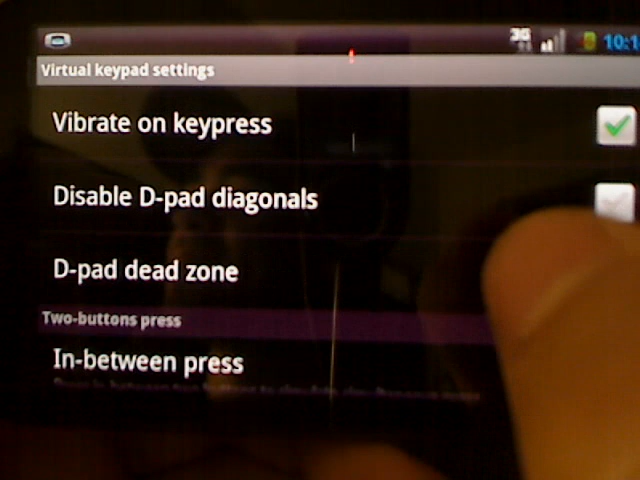 3G 10:1
Virtual keypad settings
Vibrate on keypress
Disable D-pad diagonals
D-pad dead zone
Two-buttons press
In-between press